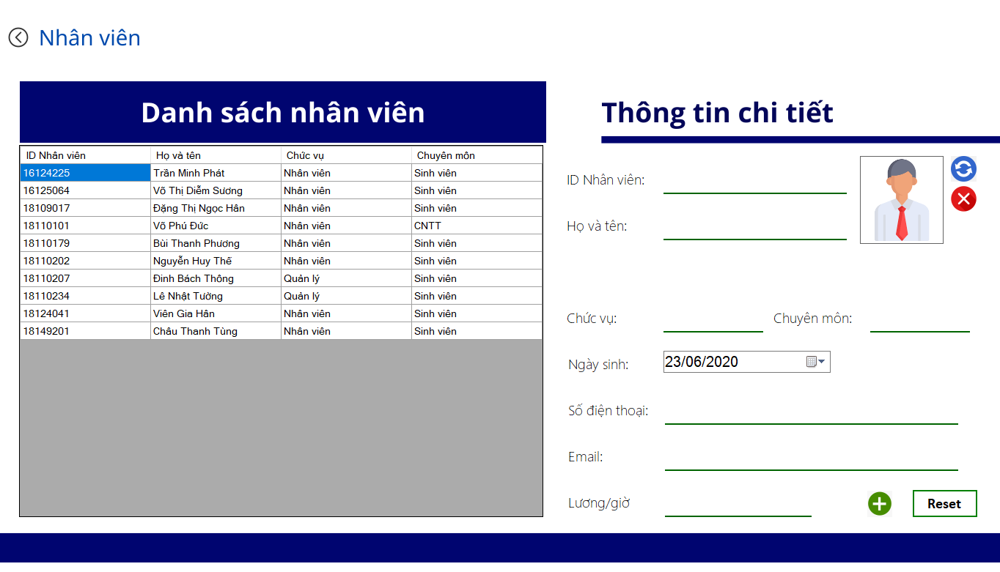 Nhân viên
Danh sách nhân viên
ID Nhân viên Họ và tên Chức vụ Chuyên môn
16124225 Trần Minh Phát Nhân viên Sinh viên
16125064 Võ Thị Diễm Sương Nhân viên Sinh viên
18109017 Đặng Thị Ngọc Hân Nhân viên Sinh viên
18110101 Võ Phú Đức Nhân viên CNTT
18110179 Bùi Thanh Phương Nhân viên Sinh viên
18110202 Nguyễn Huy Thế Nhân viên Sinh viên
18110207 Đinh Bách Thông Quản lý Sinh viên
18110234 Lê Nhật Tường Quản lý Sinh viên
18124041 Viên Gia Hân Nhân viên Sinh viên
18149201 Châu Thanh Tùng Nhân viên Sinh viên
Thông tin chi tiết
ID Nhân viên:
Họ và tên:
Chức vụ: Chuyên môn:
Ngày sinh: 23/06/2020
Số điện thoại:
Email:
Lương/giờ
Reset